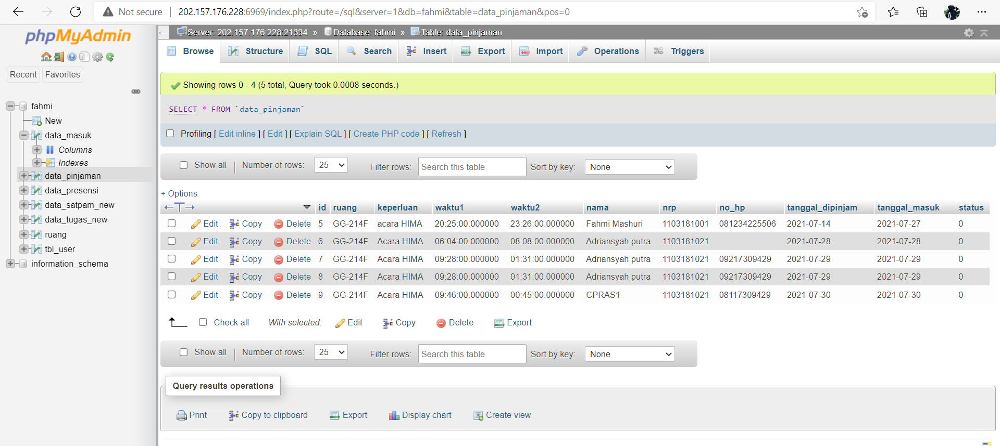 Not secure | 202.157.176.228:6969/index.php?route=/sql&server=1&db=fahmi&table=data_pinjaman&pos=0
phpMyAdmin
Recent Favorites
fahmi
New
data_masuk
Columns
Indexes
data_pinjaman
data_presensi
data_satpam_new
data_tugas_new
ruang
tbl_user
information_schema
Server: 202.157.176.228:21334 » Database: fahmi » Table: data_pinjaman
Browse Structure SQL Search Insert Export Import Operations Triggers
Showing rows 0 - 4 (5 total, Query took 0.0008 seconds.)
SELECT * FROM `data_pinjaman`
Profiling [ Edit inline ] [ Edit ] [ Explain SQL ] [ Create PHP code ] [ Refresh ]
Show all | Number of rows: 25 Filter rows: Search this table Sort by key: None
+ Options
←T→ id ruang keperluan waktu1 waktu2 nama nrp no_hp tanggal_dipinjam tanggal_masuk status
Edit Copy Delete 5 GG-214F acara HIMA 20:25:00.000000 23:26:00.000000 Fahmi Mashuri 1103181001 081234225506 2021-07-14 2021-07-27 0
Edit Copy Delete 6 GG-214F Acara HIMA 06:04:00.000000 08:08:00.000000 Adriansyah putra 1103181021 2021-07-28 2021-07-28 0
Edit Copy Delete 7 GG-214F Acara HIMA 09:28:00.000000 01:31:00.000000 Adriansyah putra 1103181021 09217309429 2021-07-29 2021-07-29 0
Edit Copy Delete 8 GG-214F Acara HIMA 09:28:00.000000 01:31:00.000000 Adriansyah putra 1103181021 09217309429 2021-07-29 2021-07-29 0
Edit Copy Delete 9 GG-214F Acara HIMA 09:46:00.000000 00:45:00.000000 CPRAS1 1103181021 08117309429 2021-07-30 2021-07-30 0
Check all With selected: Edit Copy Delete Export
Show all | Number of rows: 25 Filter rows: Search this table Sort by key: None
Query results operations
Print Copy to clipboard Export Display chart Create view